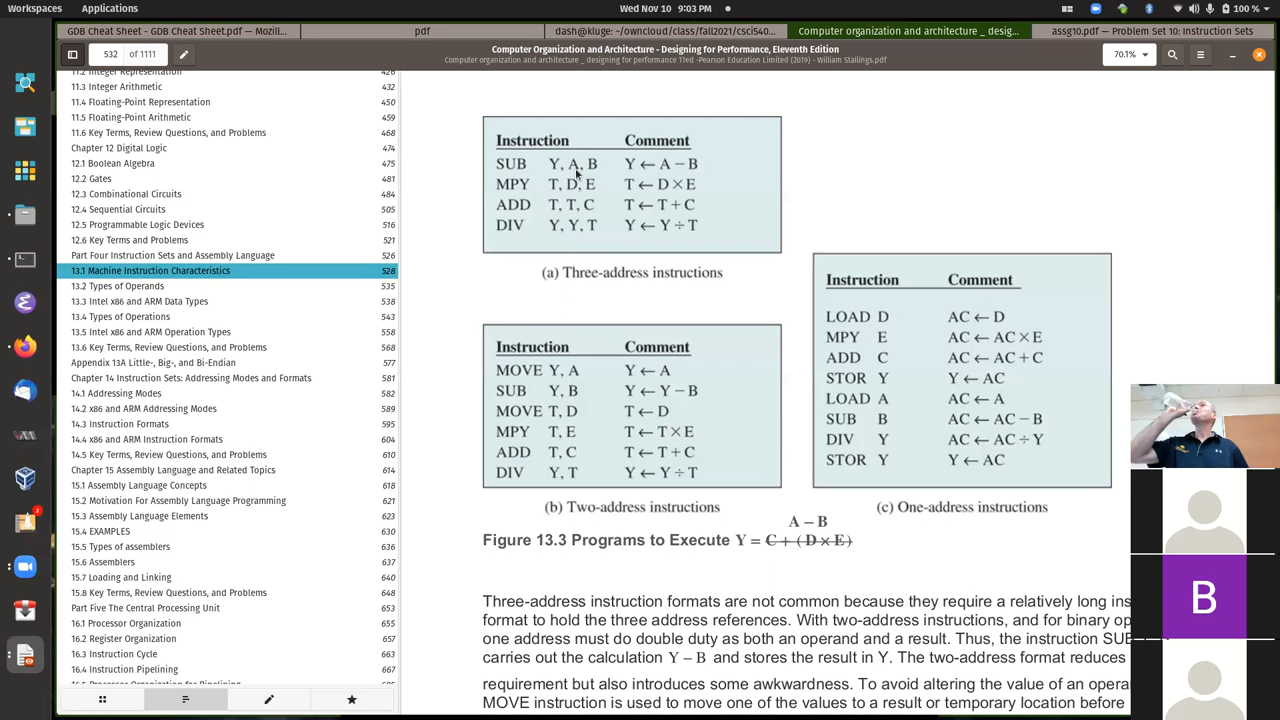 Workspaces Applications Wed Nov 10 9:03 PM 100 %
GDB Cheat Sheet - GDB Cheat Sheet.pdf — Mozill... pdf dash@kluge: ~/owncloud/class/fall2021/csci540... Computer organization and architecture _ desig... assg10.pdf — Problem Set 10: Instruction Sets
532 of 1111
Computer Organization and Architecture - Designing for Performance, Eleventh Edition
Computer organization and architecture _ designing for performance 11ed -Pearson Education Limited (2019) - William Stallings.pdf
70.1%
11.2 Integer Representation 426
11.3 Integer Arithmetic 432
11.4 Floating-Point Representation 450
11.5 Floating-Point Arithmetic 459
11.6 Key Terms, Review Questions, and Problems 468
Chapter 12 Digital Logic 474
12.1 Boolean Algebra 475
12.2 Gates 481
12.3 Combinational Circuits 484
12.4 Sequential Circuits 505
12.5 Programmable Logic Devices 516
12.6 Key Terms and Problems 521
Part Four Instruction Sets and Assembly Language 526
13.1 Machine Instruction Characteristics 528
13.2 Types of Operands 535
13.3 Intel x86 and ARM Data Types 538
13.4 Types of Operations 543
13.5 Intel x86 and ARM Operation Types 558
13.6 Key Terms, Review Questions, and Problems 568
Appendix 13A Little-, Big-, and Bi-Endian 577
Chapter 14 Instruction Sets: Addressing Modes and Formats 581
14.1 Addressing Modes 582
14.2 x86 and ARM Addressing Modes 589
14.3 Instruction Formats 595
14.4 x86 and ARM Instruction Formats 604
14.5 Key Terms, Review Questions, and Problems 610
Chapter 15 Assembly Language and Related Topics 614
15.1 Assembly Language Concepts 618
15.2 Motivation For Assembly Language Programming 621
15.3 Assembly Language Elements 623
15.4 EXAMPLES 630
15.5 Types of assemblers 636
15.6 Assemblers 637
15.7 Loading and Linking 640
15.8 Key Terms, Review Questions, and Problems 648
Part Five The Central Processing Unit 653
16.1 Processor Organization 655
16.2 Register Organization 657
16.3 Instruction Cycle 663
16.4 Instruction Pipelining 667
16.5 Processor Organization for Pipelining
Instruction Comment
SUB Y, A, B Y ← A − B
MPY T, D, E T ← D × E
ADD T, T, C T ← T + C
DIV Y, Y, T Y ← Y ÷ T
(a) Three-address instructions
Instruction Comment
MOVE Y, A Y ← A
SUB Y, B Y ← Y − B
MOVE T, D T ← D
MPY T, E T ← T × E
ADD T, C T ← T + C
DIV Y, T Y ← Y ÷ T
(b) Two-address instructions
Instruction Comment
LOAD D AC ← D
MPY E AC ← AC × E
ADD C AC ← AC + C
STOR Y Y ← AC
LOAD A AC ← A
SUB B AC ← AC − B
DIV Y AC ← AC ÷ Y
STOR Y Y ← AC
(c) One-address instructions
A − B
Figure 13.3 Programs to Execute Y = C + (D × E)
Three-address instruction formats are not common because they require a relatively long ins
format to hold the three address references. With two-address instructions, and for binary op
one address must do double duty as both an operand and a result. Thus, the instruction SUB
carries out the calculation Y − B and stores the result in Y. The two-address format reduces
requirement but also introduces some awkwardness. To avoid altering the value of an opera
MOVE instruction is used to move one of the values to a result or temporary location before
B
2